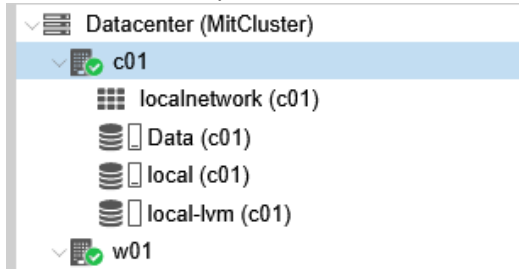 Datacenter (MitCluster)
c01
localnetwork (c01)
Data (c01)
local (c01)
local-lvm (c01)
w01